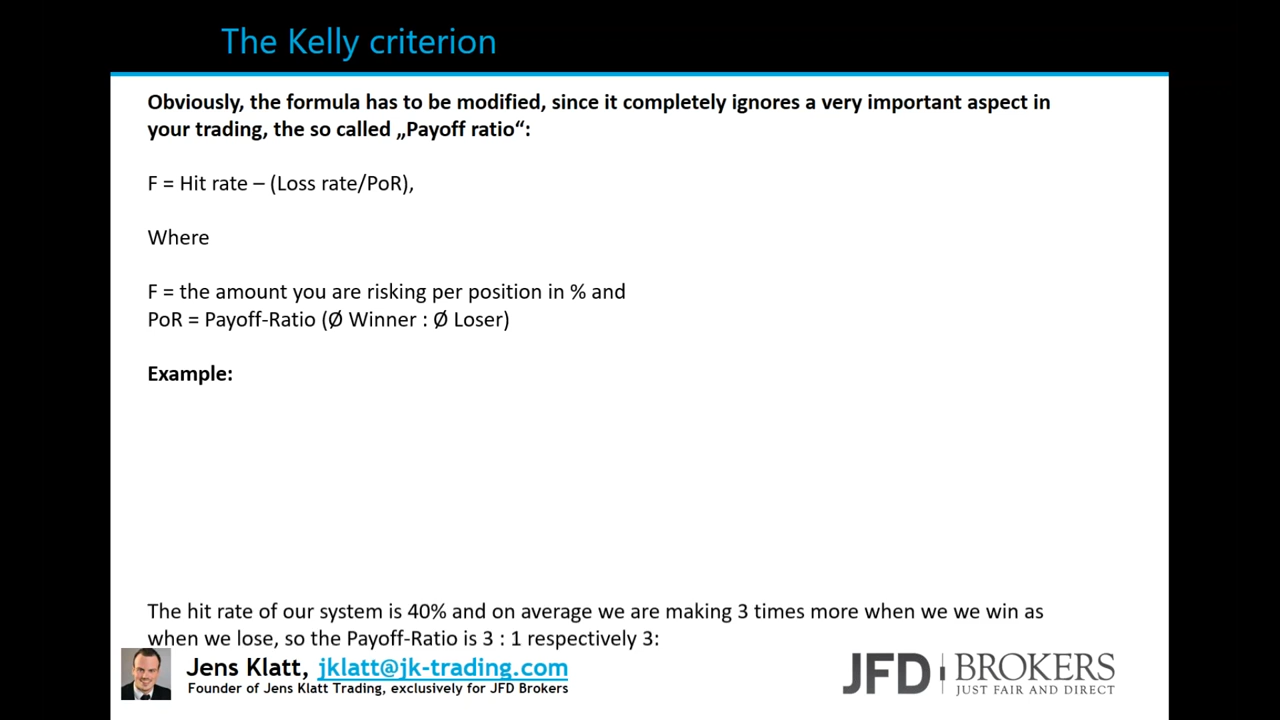 The Kelly criterion
Obviously, the formula has to be modified, since it completely ignores a very important aspect in
your trading, the so called „Payoff ratio“:
F = Hit rate – (Loss rate/PoR),
Where
F = the amount you are risking per position in % and
PoR = Payoff-Ratio (Ø Winner : Ø Loser)
Example:
The hit rate of our system is 40% and on average we are making 3 times more when we we win as
when we lose, so the Payoff-Ratio is 3 : 1 respectively 3:
Jens Klatt, jklatt@jk-trading.com
Founder of Jens Klatt Trading, exclusively for JFD Brokers
JFD BROKERS
JUST FAIR AND DIRECT